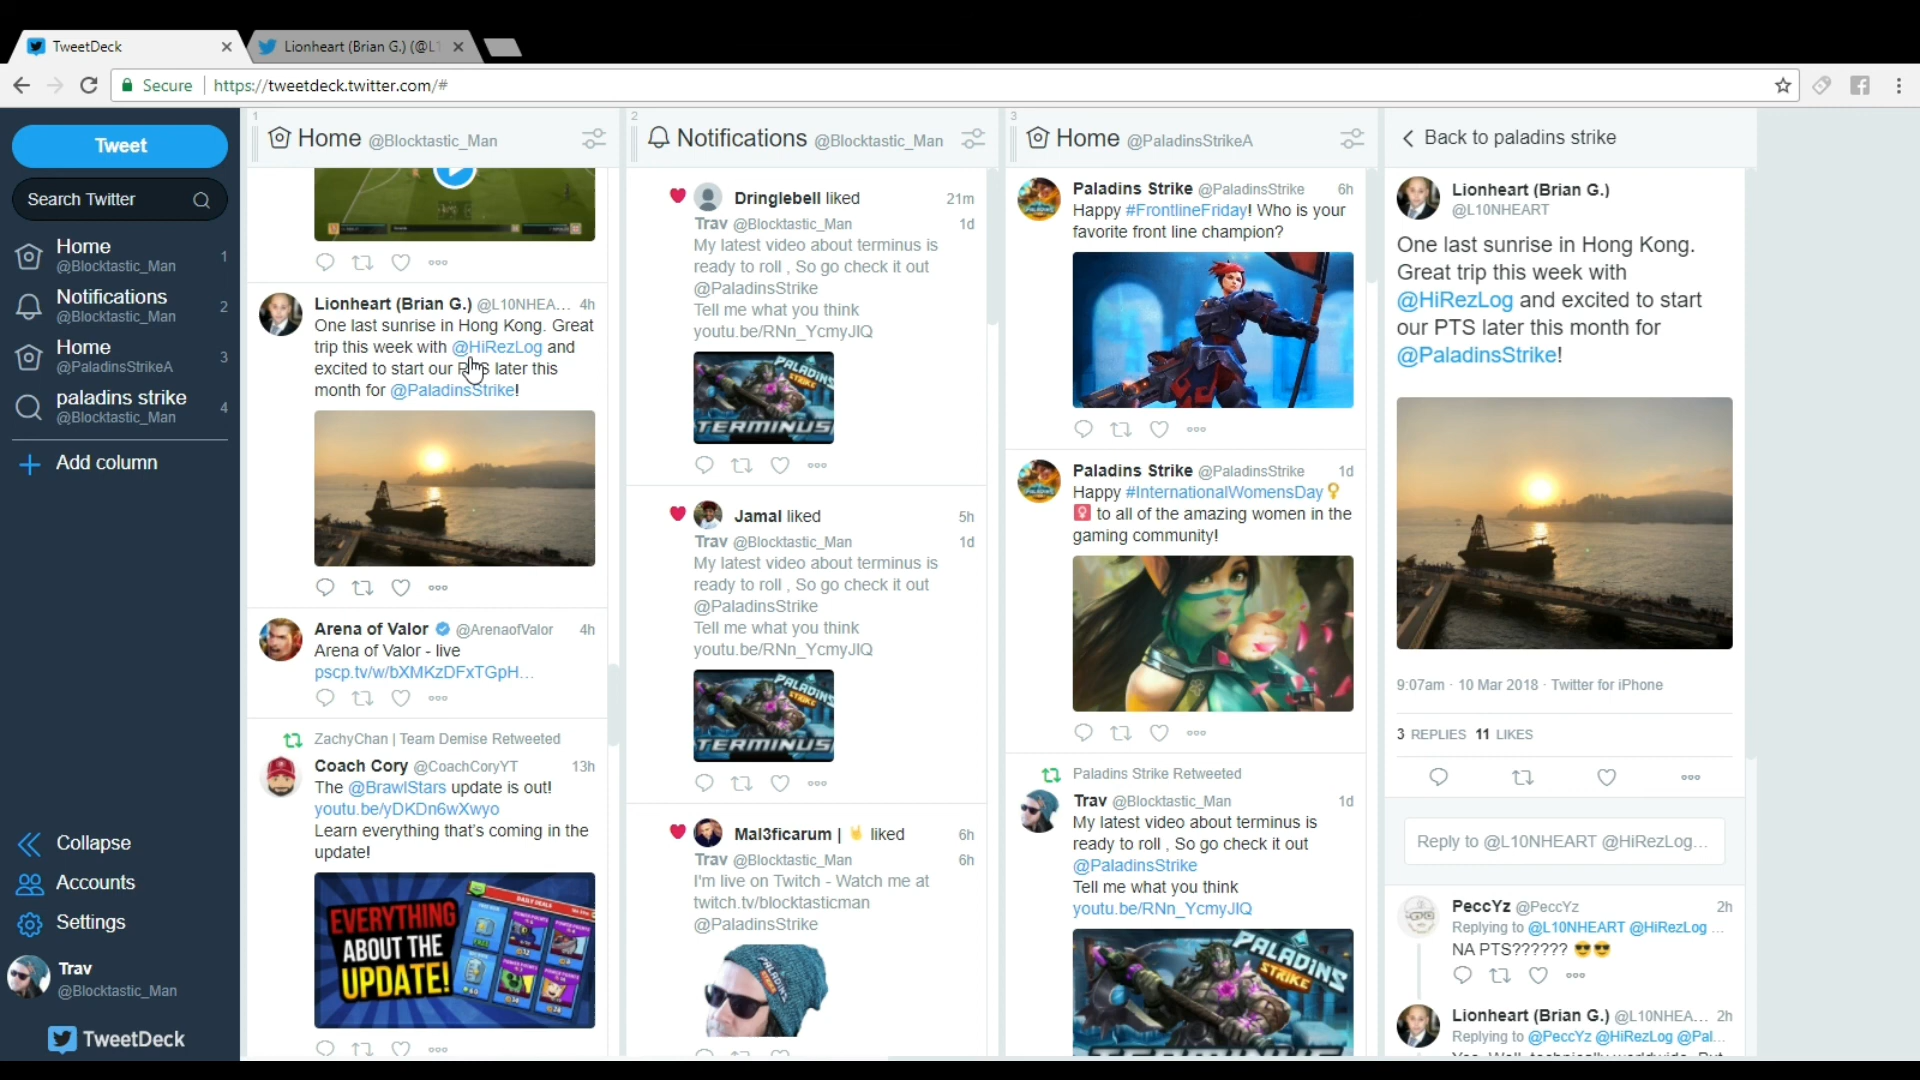 TweetDeck
Lionheart (Brian G.) (@L1
Secure
https://tweetdeck.twitter.com/#
Tweet
Search Twitter
Home
@Blocktastic_Man
1
Notifications
@Blocktastic_Man
2
Home
@PaladinsStrikeA
3
paladins strike
@Blocktastic_Man
4
Add column
Collapse
Accounts
Settings
Trav
@Blocktastic_Man
TweetDeck
1
Home @Blocktastic_Man
Lionheart (Brian G.) @L10NHEA... 4h
One last sunrise in Hong Kong. Great
trip this week with @HiRezLog and
excited to start our PTS later this
month for @PaladinsStrike!
Arena of Valor @ArenaofValor 4h
Arena of Valor - live
pscp.tv/w/bXMKzDFxTGpH...
ZachyChan | Team Demise Retweeted
Coach Cory @CoachCoryYT 13h
The @BrawlStars update is out!
youtu.be/yDKDn6wXwyo
Learn everything that's coming in the
update!
EVERYTHING
ABOUT THE
UPDATE!
DAILY DEALS
2
Notifications @Blocktastic_Man
Dringlebell liked 21m
Trav @Blocktastic_Man 1d
My latest video about terminus is
ready to roll , So go check it out
@PaladinsStrike
Tell me what you think
youtu.be/RNn_YcmyJIQ
PALADINS
STRIKE
TERMINUS
Jamal liked 5h
Trav @Blocktastic_Man 1d
My latest video about terminus is
ready to roll , So go check it out
@PaladinsStrike
Tell me what you think
youtu.be/RNn_YcmyJIQ
PALADINS
STRIKE
TERMINUS
Mal3ficarum | 🤘 liked 6h
Trav @Blocktastic_Man 6h
I'm live on Twitch - Watch me at
twitch.tv/blocktasticman
@PaladinsStrike
PALADINS
3
Home @PaladinsStrikeA
Paladins Strike @PaladinsStrike 6h
Happy #FrontlineFriday! Who is your
favorite front line champion?
Paladins Strike @PaladinsStrike 1d
Happy #InternationalWomensDay
to all of the amazing women in the
gaming community!
Paladins Strike Retweeted
Trav @Blocktastic_Man 1d
My latest video about terminus is
ready to roll , So go check it out
@PaladinsStrike
Tell me what you think
youtu.be/RNn_YcmyJIQ
PALADINS
STRIKE
TERMINUS
Back to paladins strike
Lionheart (Brian G.)
@L10NHEART
One last sunrise in Hong Kong.
Great trip this week with
@HiRezLog and excited to start
our PTS later this month for
@PaladinsStrike!
9:07am · 10 Mar 2018 · Twitter for iPhone
3 REPLIES 11 LIKES
Reply to @L10NHEART @HiRezLog...
PeccYz @PeccYz 2h
Replying to @L10NHEART @HiRezLog ...
NA PTS?????? 😎😎
Lionheart (Brian G.) @L10NHEA... 2h
Replying to @PeccYz @HiRezLog @Pal...